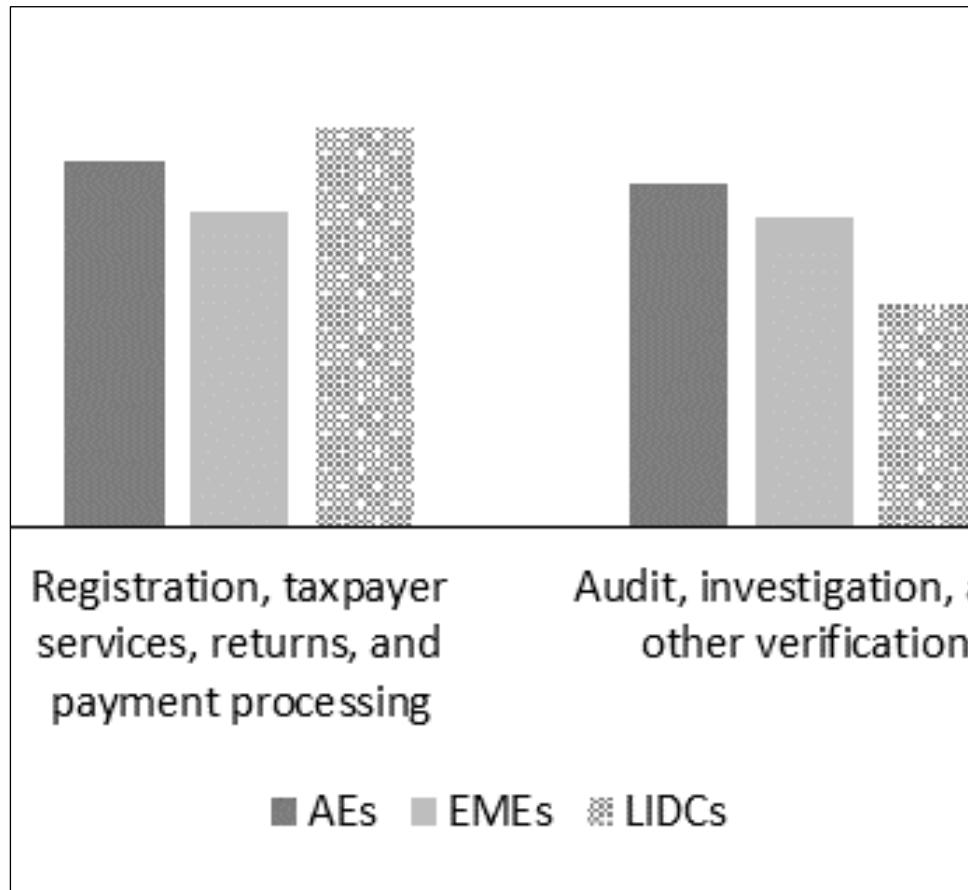 Registration, taxpayer
services, returns, and
payment processing
Audit, investigation,
other verification
AEs EMEs LIDCs